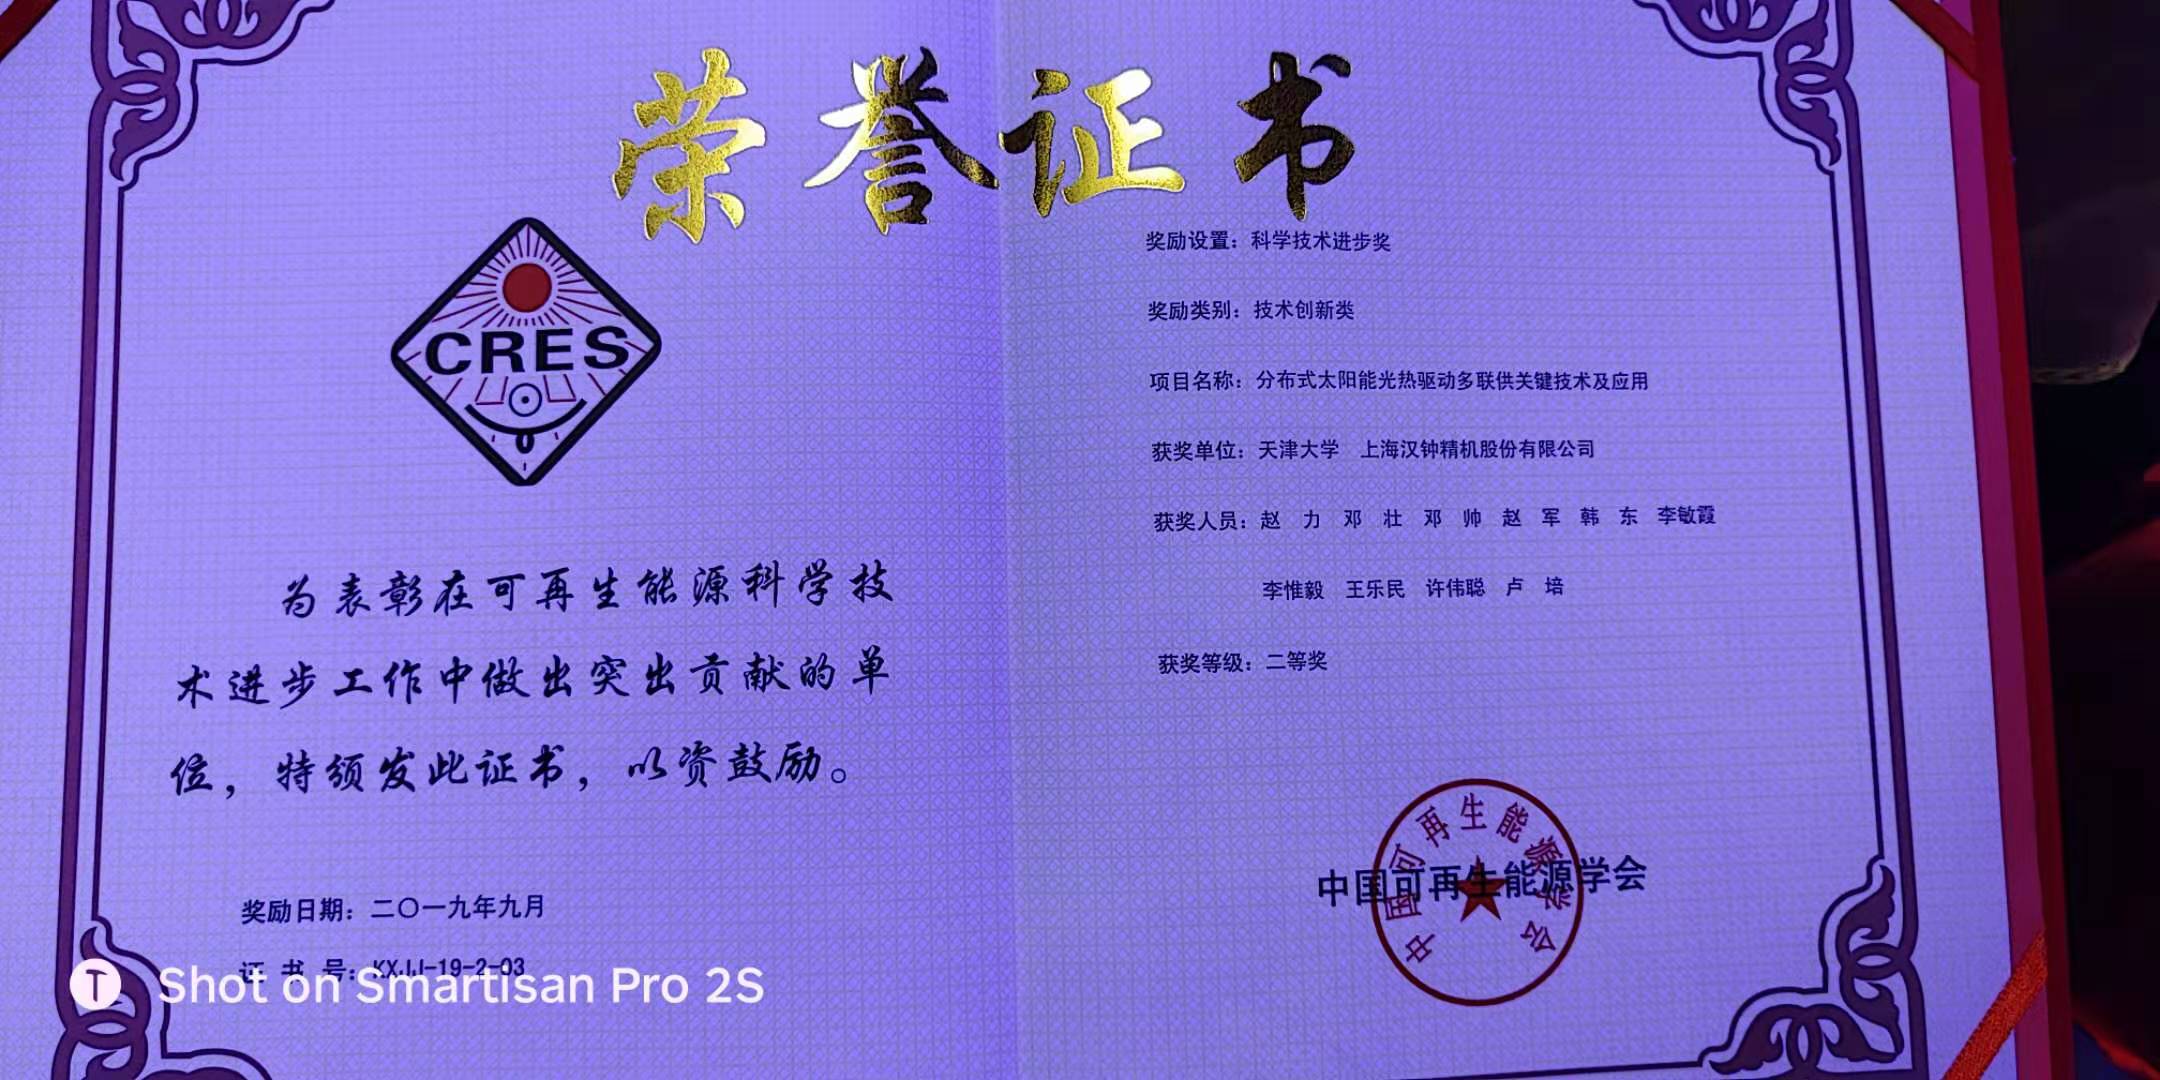 荣誉证书
CRES
为表彰在可再生能源科学技
术进步工作中做出突出贡献的单
位，特颁发此证书，以资鼓励。
奖励日期：二〇一九年九月
证 书 号：KXJJ-19-2-03
奖励设置：科学技术进步奖
奖励类别：技术创新类
项目名称：分布式太阳能光热驱动多联供关键技术及应用
获奖单位：天津大学 上海汉钟精机股份有限公司
获奖人员：赵 力 邓 壮 邓 帅 赵 军 韩 东 李敏霞
李惟毅 王乐民 许伟聪 卢 培
获奖等级：二等奖
中国可再生能源学会
中国可再生能源学会
T Shot on Smartisan Pro 2S